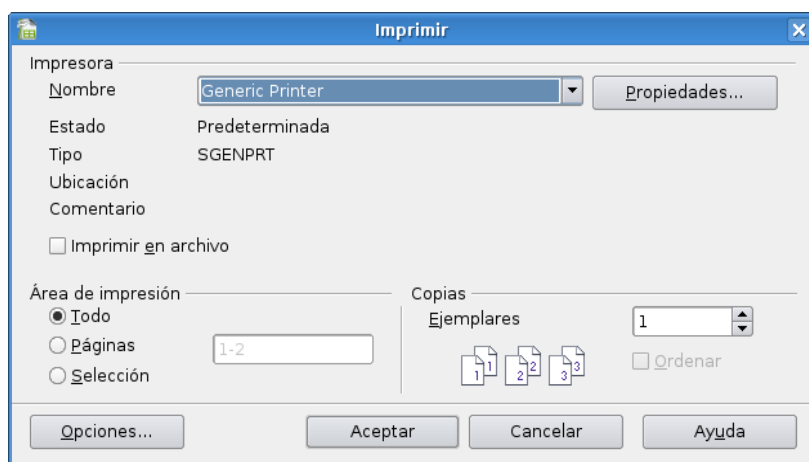 Imprimir
Impresora
Nombre Generic Printer Propiedades...
Estado Predeterminada
Tipo SGENPRT
Ubicación
Comentario
Imprimir en archivo
Área de impresión
Todo
Páginas 1-2
Selección
Copias
Ejemplares 1
1 1 2 2 3 3
Ordenar
Opciones... Aceptar Cancelar Ayuda